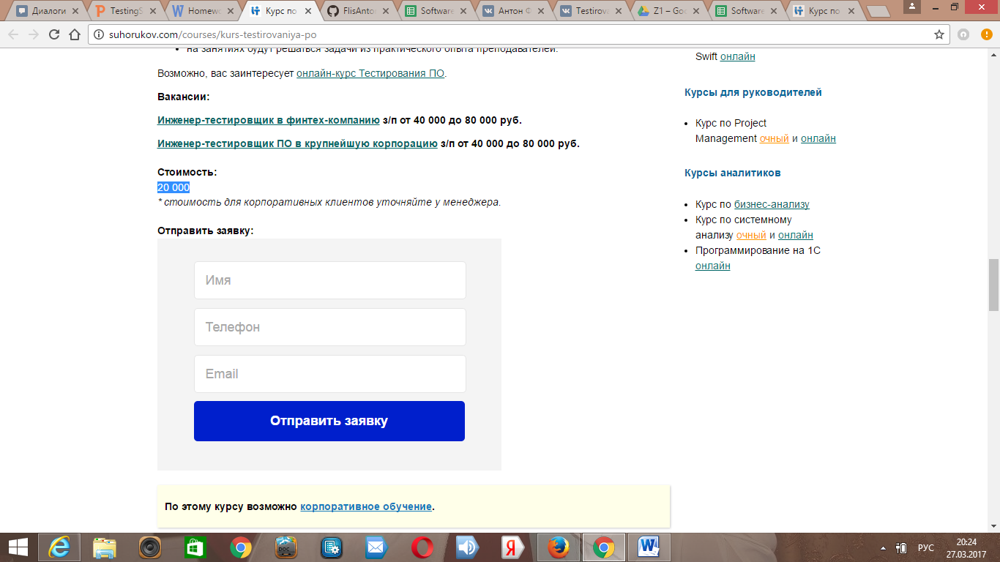 Диалоги
TestingS
Homewo
Курс по
FlisAnto
Software
Антон Ф
Testirova
Z1 – Goo
Software
Курс по
suhorukov.com/courses/kurs-testirovaniya-po
на занятиях будут решаться задачи из практического опыта преподавателей.
Возможно, вас заинтересует онлайн-курс Тестирования ПО.
Вакансии:
Инженер-тестировщик в финтех-компанию з/п от 40 000 до 80 000 руб.
Инженер-тестировщик ПО в крупнейшую корпорацию з/п от 40 000 до 80 000 руб.
Стоимость:
20 000
* стоимость для корпоративных клиентов уточняйте у менеджера.
Отправить заявку:
Имя
Телефон
Email
Отправить заявку
По этому курсу возможно корпоративное обучение.
Swift онлайн
Курсы для руководителей
Курс по Project
Management очный и онлайн
Курсы аналитиков
Курс по бизнес-анализу
Курс по системному
анализу очный и онлайн
Программирование на 1С
онлайн
DOC
РУС
20:24
27.03.2017